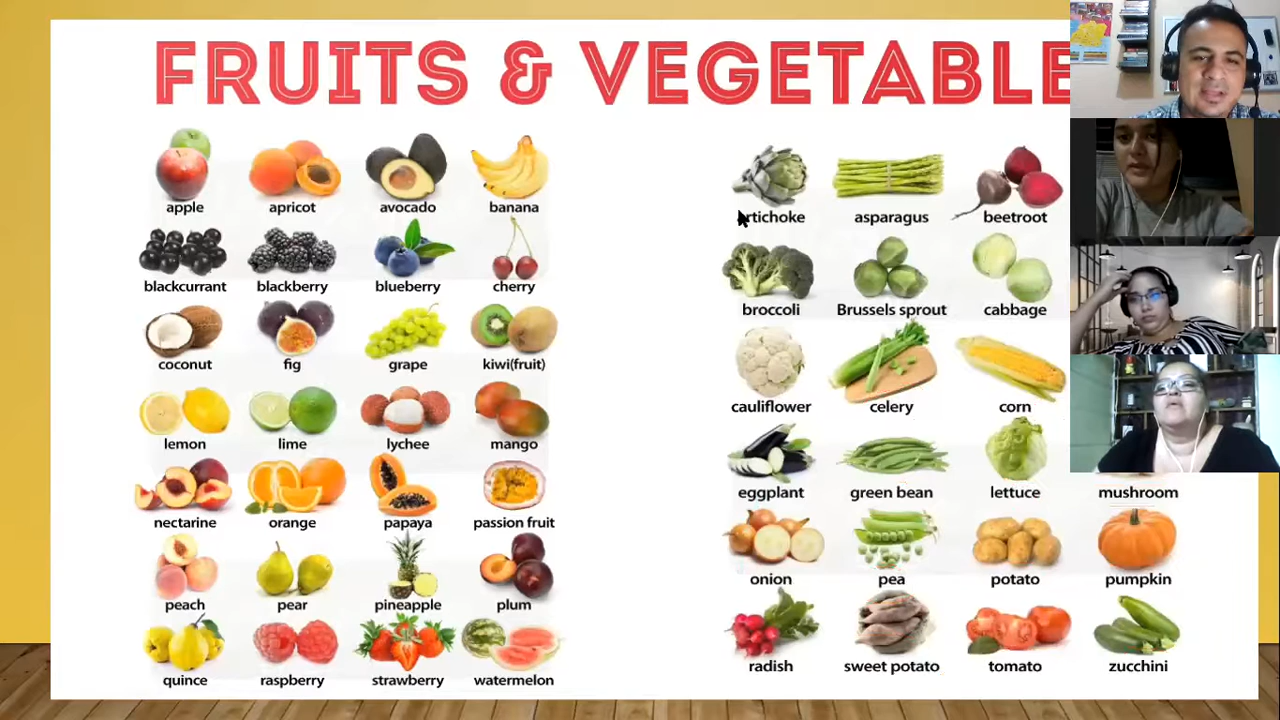 FRUITS & VEGETABLE
apple apricot avocado banana
blackcurrant blackberry blueberry cherry
coconut fig grape kiwi(fruit)
lemon lime lychee mango
nectarine orange papaya passion fruit
peach pear pineapple plum
quince raspberry strawberry watermelon
artichoke asparagus beetroot
broccoli Brussels sprout cabbage
cauliflower celery corn
eggplant green bean lettuce mushroom
onion pea potato pumpkin
radish sweet potato tomato zucchini